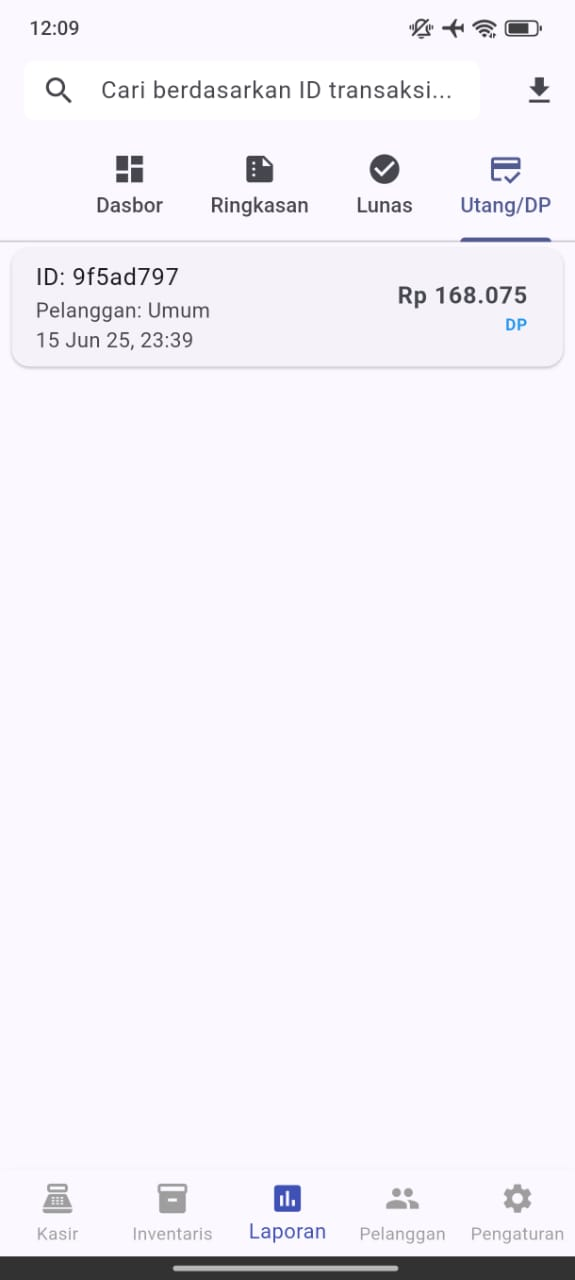 12:09
Cari berdasarkan ID transaksi...
Dasbor
Ringkasan
Lunas
Utang/DP
ID: 9f5ad797
Pelanggan: Umum
15 Jun 25, 23:39
Rp 168.075
DP
Kasir
Inventaris
Laporan
Pelanggan
Pengaturan